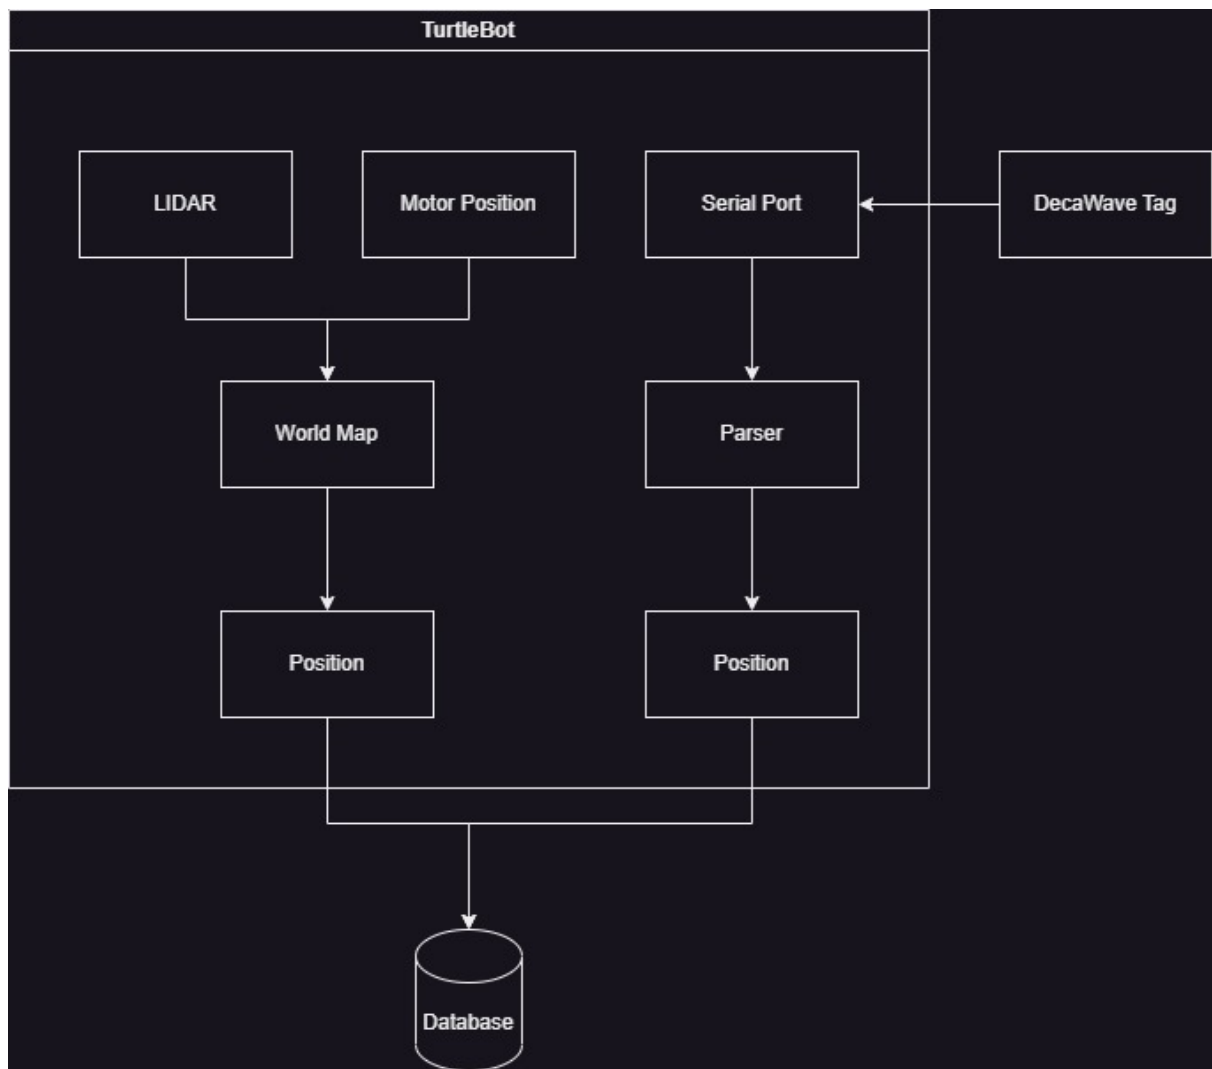 TurtleBot
LIDAR
Motor Position
Serial Port
DecaWave Tag
World Map
Parser
Position
Position
Database